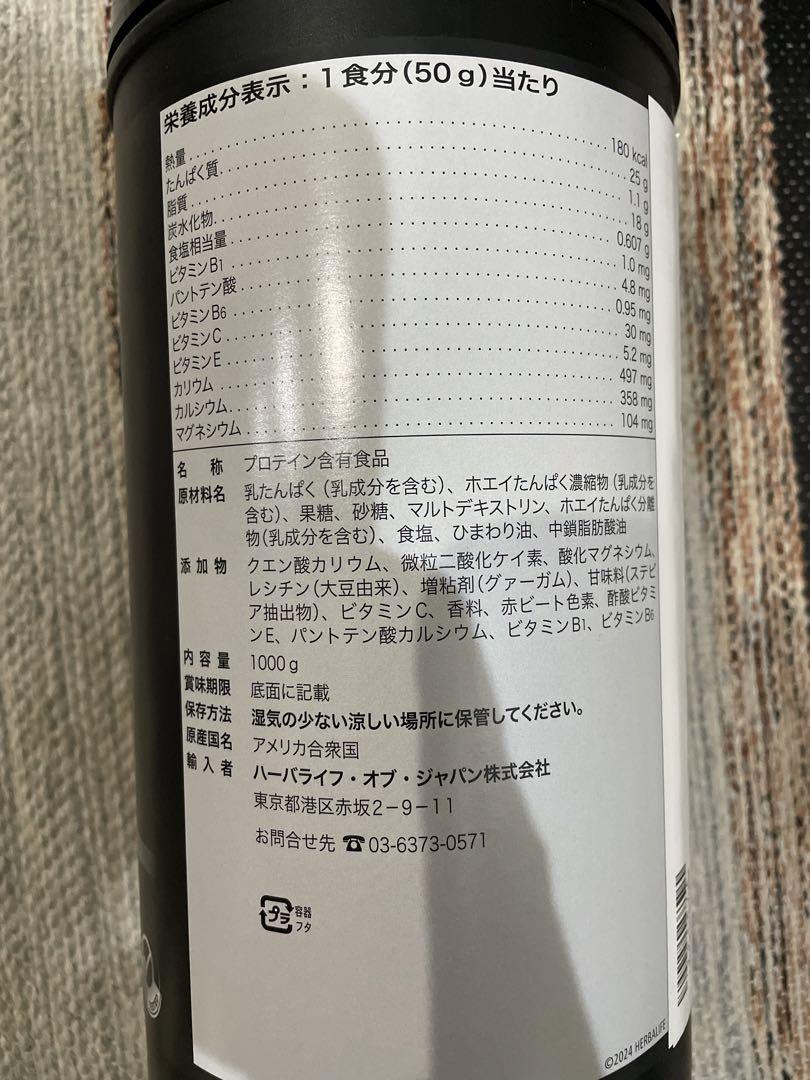 栄養成分表示：1食分（50g）当たり
熱量 180 kcal
たんぱく質 25 g
脂質 1.1 g
炭水化物 18 g
食塩相当量 0.607 g
ビタミンB1 1.0 mg
パントテン酸 4.8 mg
ビタミンB6 0.95 mg
ビタミンC 30 mg
ビタミンE 5.2 mg
カリウム 497 mg
カルシウム 358 mg
マグネシウム 104 mg
名称 プロテイン含有食品
原材料名 乳たんぱく（乳成分を含む）、ホエイたんぱく濃縮物（乳成分を
含む）、果糖、砂糖、マルトデキストリン、ホエイたんぱく分離
物（乳成分を含む）、食塩、ひまわり油、中鎖脂肪酸油
添加物 クエン酸カリウム、微粒二酸化ケイ素、酸化マグネシウム、
レシチン（大豆由来）、増粘剤（グァーガム）、甘味料（ステビ
ア抽出物）、ビタミンC、香料、赤ビート色素、酢酸ビタミ
ンE、パントテン酸カルシウム、ビタミンB1、ビタミンB6
内容量 1000g
賞味期限 底面に記載
保存方法 湿気の少ない涼しい場所に保管してください。
原産国名 アメリカ合衆国
輸入者 ハーバライフ・オブ・ジャパン株式会社
東京都港区赤坂2－9－11
お問合せ先 ☎03-6373-0571
プラ 容器
フタ
©2024 HERBALIFE